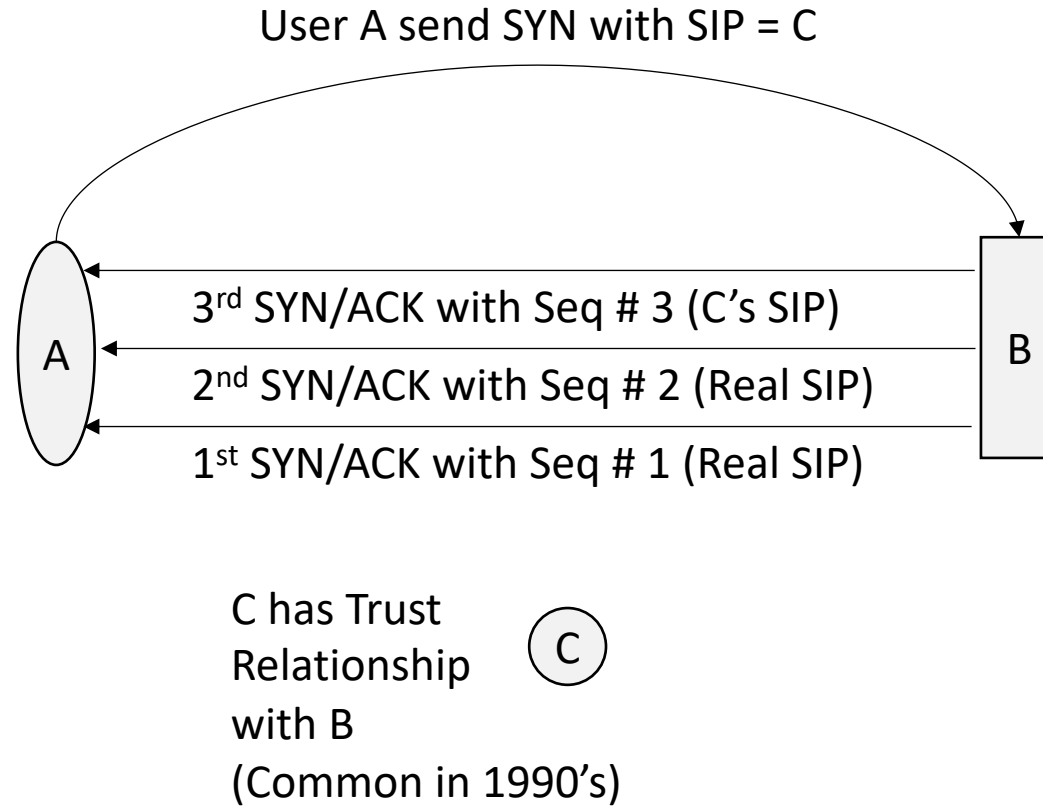 User A send SYN with SIP = C
3rd SYN/ACK with Seq # 3 (C's SIP)
A
B
2nd SYN/ACK with Seq # 2 (Real SIP)
1st SYN/ACK with Seq # 1 (Real SIP)
C has Trust
Relationship
with B
(Common in 1990's)
C